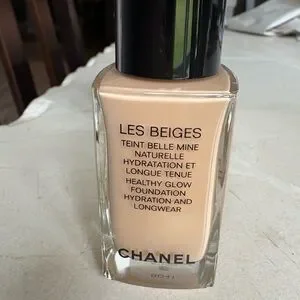 LES BEIGES
TEINT BELLE MINE
NATURELLE
HYDRATATION ET
LONGUE TENUE
HEALTHY GLOW
FOUNDATION
HYDRATION AND
LONGWEAR
CHANEL